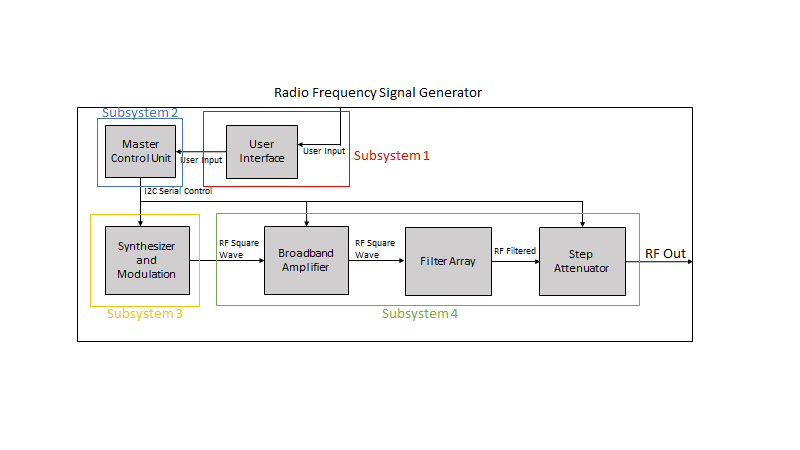 Radio Frequency Signal Generator
Subsystem 2
Master
Control Unit
User Input
User
Interface
User Input
Subsystem 1
I2C Serial Control
Synthesizer
and
Modulation
RF Square
Wave
Broadband
Amplifier
RF Square
Wave
Filter Array
RF Filtered
Step
Attenuator
RF Out
Subsystem 3
Subsystem 4